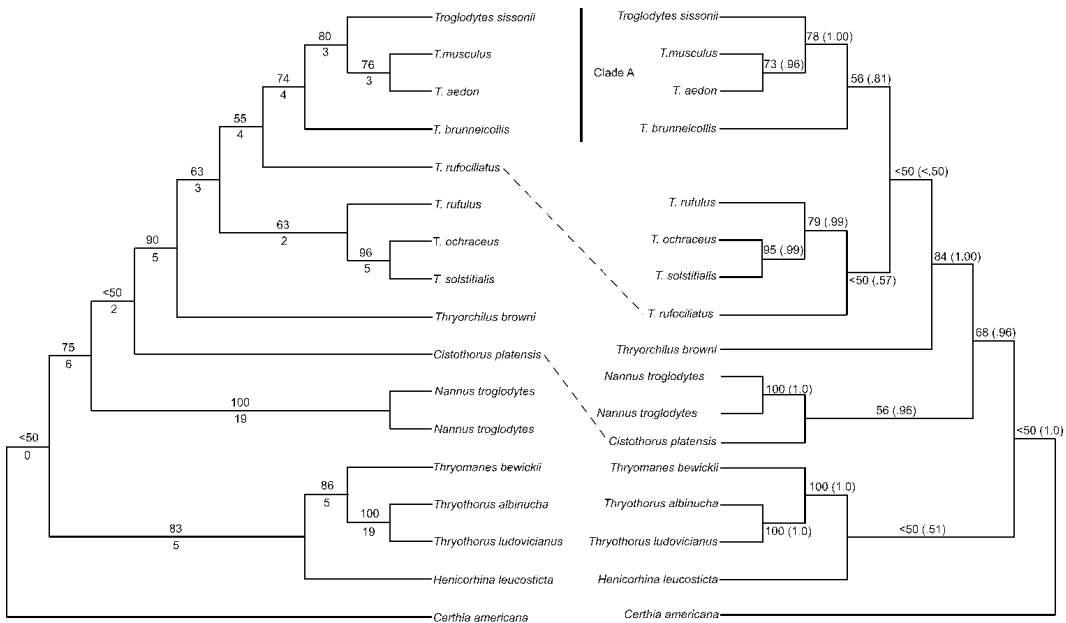 Troglodytes sissonii
T.musculus
T. aedon
T. brunneicollis
T. rufociliatus
T. rufulus
T. ochraceus
T. solstitialis
Thryorchilus browni
Cistothorus platensis
Nannus troglodytes
Nannus troglodytes
Thryomanes bewickii
Thryothorus albinucha
Thryothorus ludovicianus
Henicorhina leucosticta
Certhia americana
80
3
76
3
74
4
55
4
63
3
63
2
96
5
90
5
<50
2
75
6
100
19
<50
0
86
5
100
19
83
5
Clade A
Troglodytes sissonii
T.musculus
T. aedon
T. brunneicollis
T. rufulus
T. ochraceus
T. solstitialis
T. rufociliatus
Thryorchilus browni
Nannus troglodytes
Nannus troglodytes
Cistothorus platensis
Thryomanes bewickii
Thryothorus albinucha
Thryothorus ludovicianus
Henicorhina leucosticta
Certhia americana
78 (1.00)
73 (.96)
56 (.81)
<50 (<.50)
79 (.99)
95 (.99)
<50 (.57)
84 (1.00)
68 (.96)
100 (1.0)
56 (.96)
<50 (1.0)
100 (1.0)
100 (1.0)
<50 (.51)